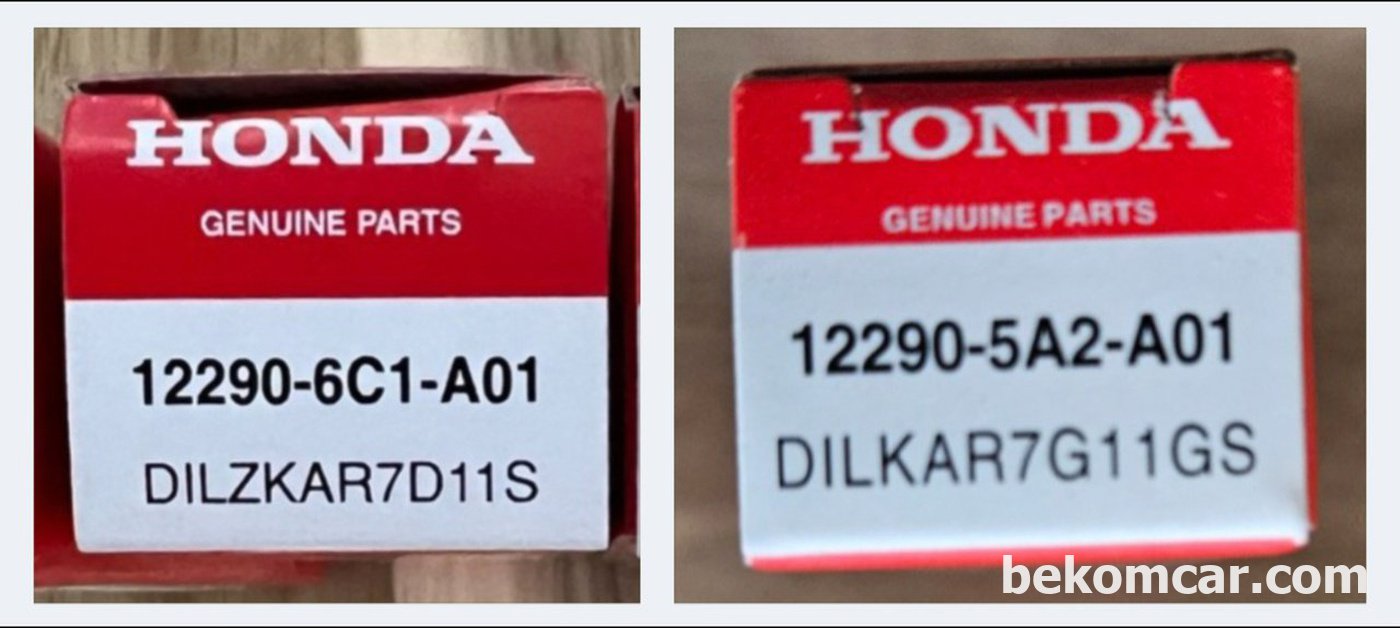 HONDA
GENUINE PARTS
12290-6C1-A01
DILZKAR7D11S
HONDA
GENUINE PARTS
12290-5A2-A01
DILKAR7G11GS
bekomcar.com